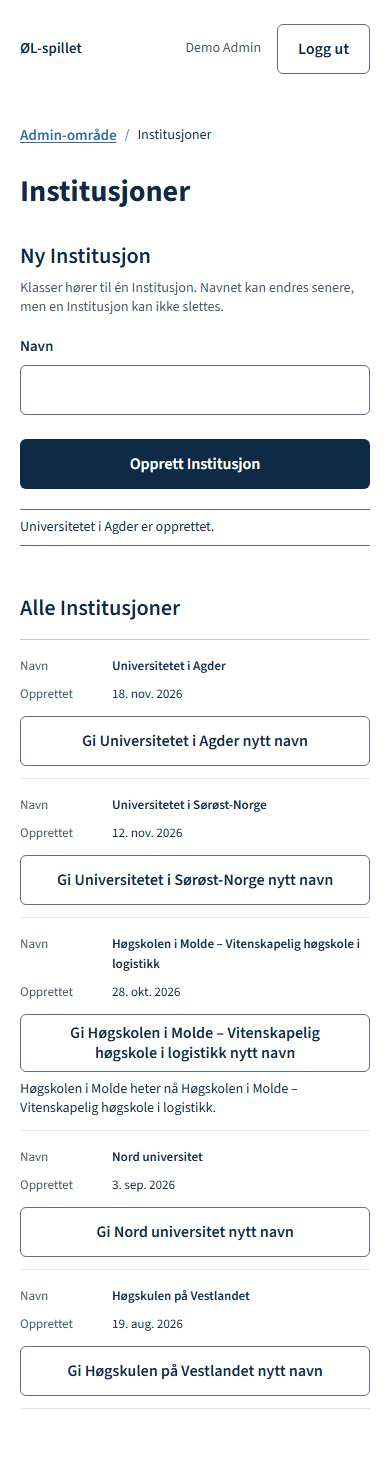 ØL-spillet
Demo Admin
Logg ut
Admin-område / Institusjoner
Institusjoner
Ny Institusjon
Klasser hører til én Institusjon. Navnet kan endres senere,
men en Institusjon kan ikke slettes.
Navn
Opprett Institusjon
Universitetet i Agder er opprettet.
Alle Institusjoner
Navn Universitetet i Agder
Opprettet 18. nov. 2026
Gi Universitetet i Agder nytt navn
Navn Universitetet i Sørøst-Norge
Opprettet 12. nov. 2026
Gi Universitetet i Sørøst-Norge nytt navn
Navn Høgskolen i Molde – Vitenskapelig høgskole i
logistikk
Opprettet 28. okt. 2026
Gi Høgskolen i Molde – Vitenskapelig
høgskole i logistikk nytt navn
Høgskolen i Molde heter nå Høgskolen i Molde –
Vitenskapelig høgskole i logistikk.
Navn Nord universitet
Opprettet 3. sep. 2026
Gi Nord universitet nytt navn
Navn Høgskulen på Vestlandet
Opprettet 19. aug. 2026
Gi Høgskulen på Vestlandet nytt navn